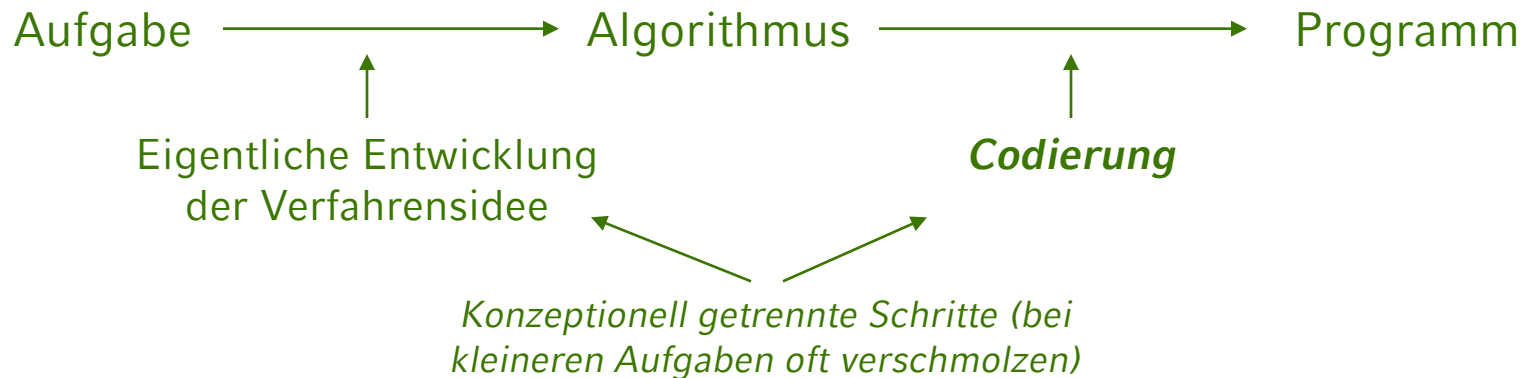 Aufgabe Algorithmus Programm
Eigentliche Entwicklung
der Verfahrensidee
Codierung
Konzeptionell getrennte Schritte (bei
kleineren Aufgaben oft verschmolzen)